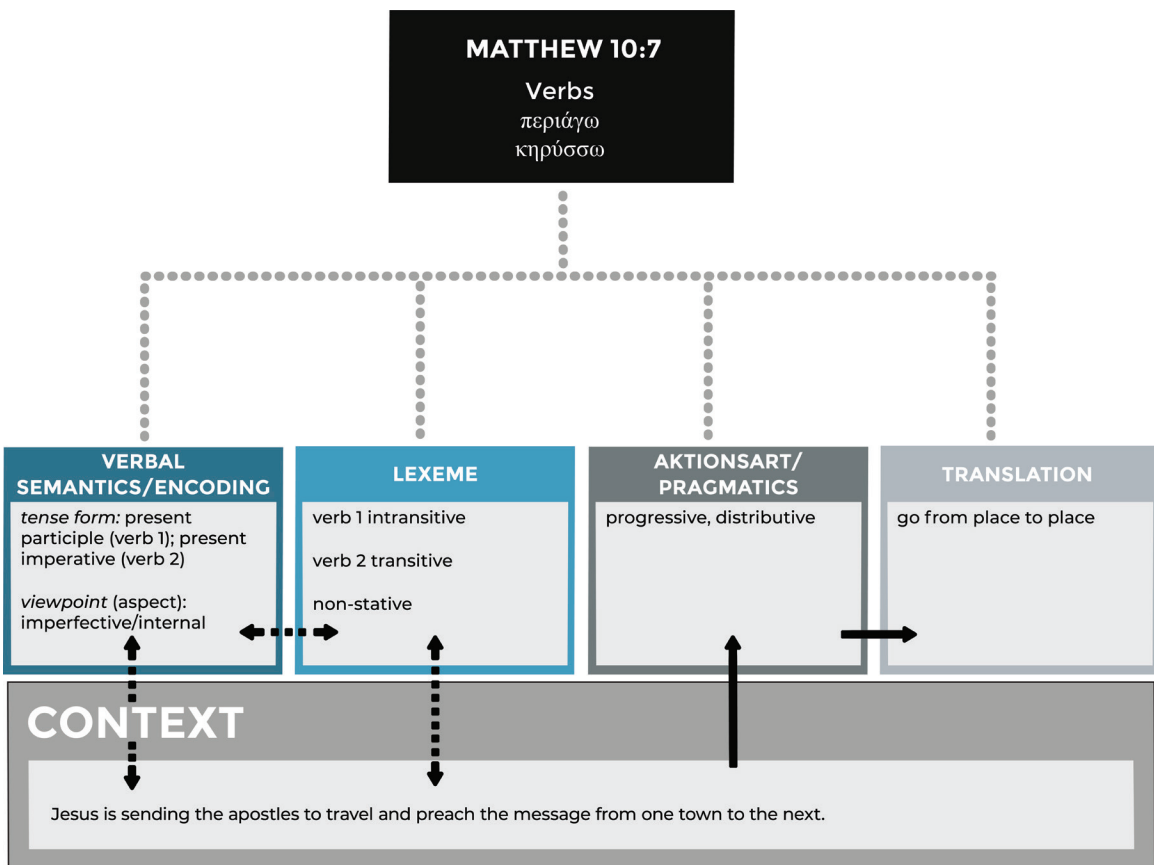 MATTHEW 10:7
Verbs
περιάγω
κηρύσσω
VERBAL
SEMANTICS/ENCODING
tense form: present
participle (verb 1); present
imperative (verb 2)
viewpoint (aspect):
imperfective/internal
LEXEME
verb 1 intransitive
verb 2 transitive
non-stative
AKTIONSART/
PRAGMATICS
progressive, distributive
TRANSLATION
go from place to place
CONTEXT
Jesus is sending the apostles to travel and preach the message from one town to the next.